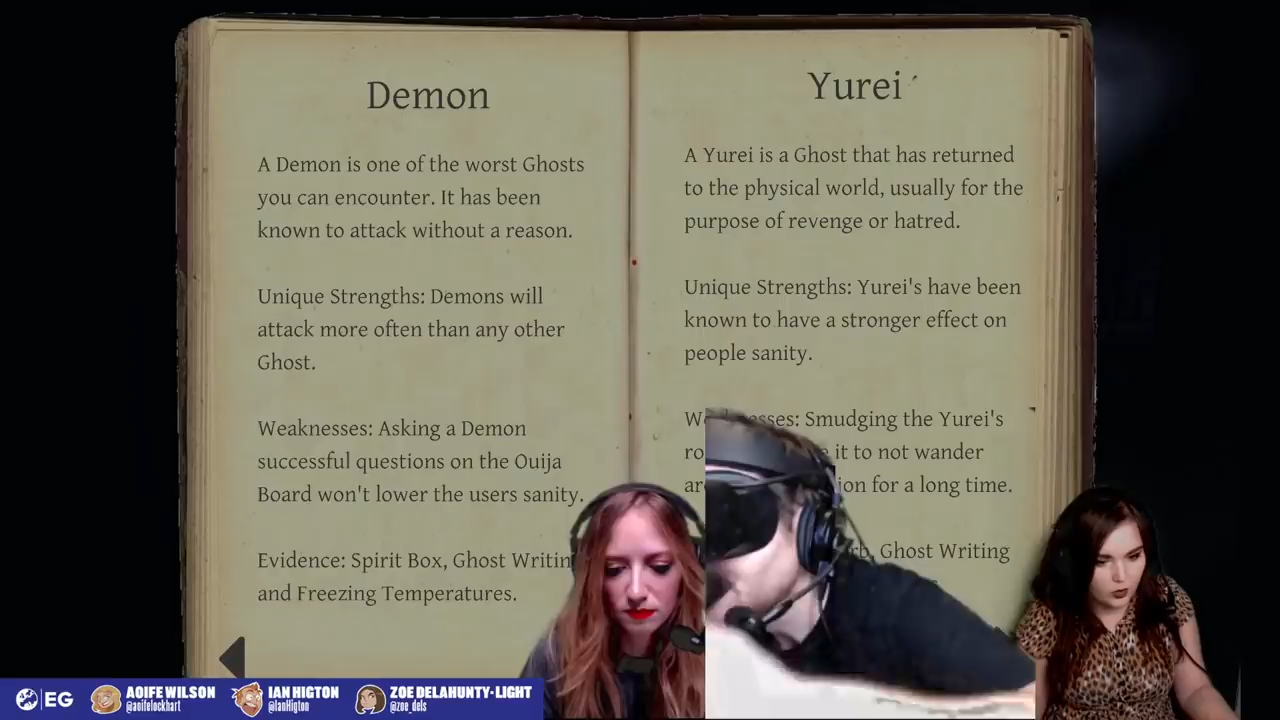 Demon
A Demon is one of the worst Ghosts
you can encounter. It has been
known to attack without a reason.
Unique Strengths: Demons will
attack more often than any other
Ghost.
Weaknesses: Asking a Demon
successful questions on the Ouija
Board won't lower the users sanity.
Evidence: Spirit Box, Ghost Writin
and Freezing Temperatures.
Yurei
A Yurei is a Ghost that has returned
to the physical world, usually for the
purpose of revenge or hatred.
Unique Strengths: Yurei's have been
known to have a stronger effect on
people sanity.
Smudging the Yurei's
it to not wander
for a long time.
Ghost Writing
EG
AOIFE WILSON
@aoifelockhart
IAN HIGTON
@IanHigton
ZOE DELAHUNTY-LIGHT
@zoe_dels